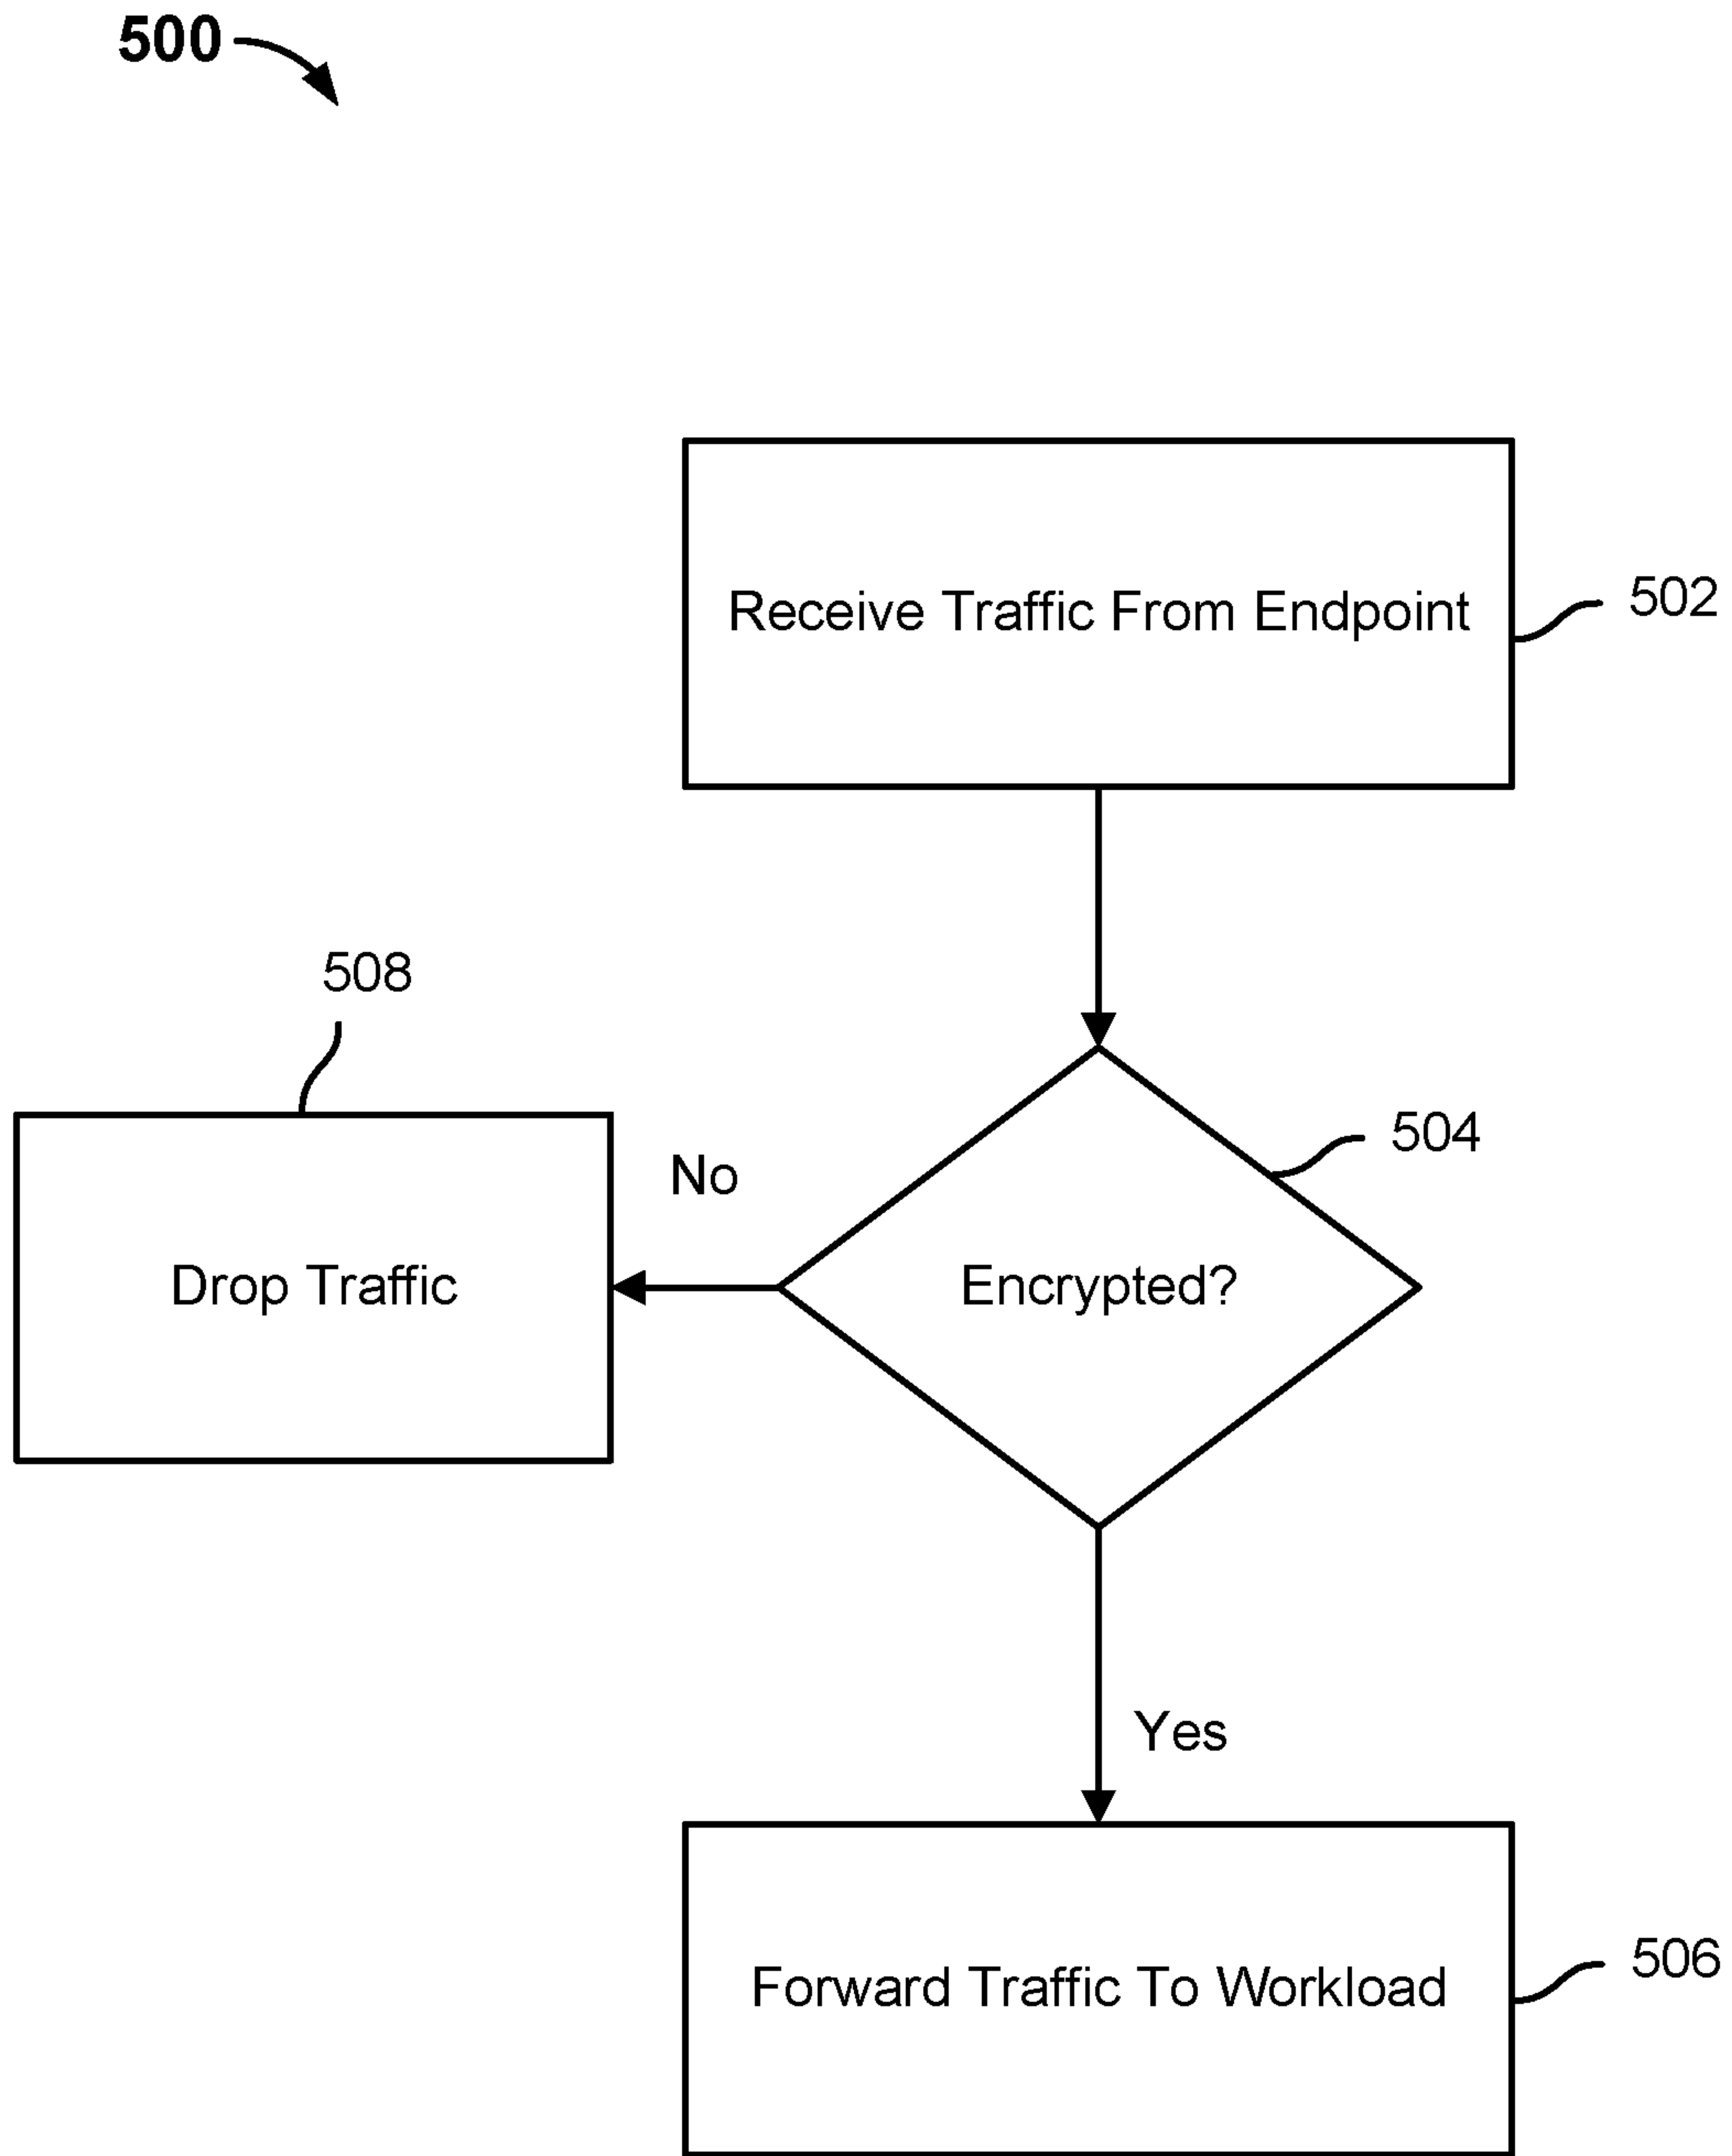 500
Receive Traffic From Endpoint
502
508
504
No
Drop Traffic
Encrypted?
Yes
Forward Traffic To Workload
506